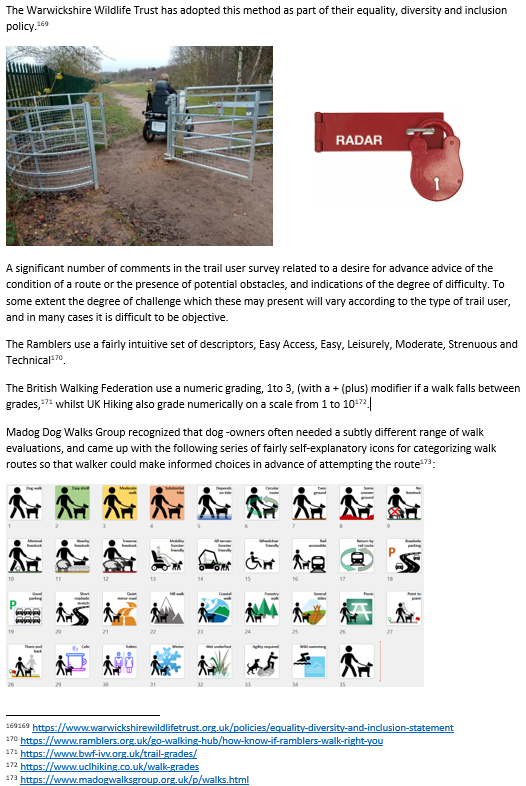 The Warwickshire Wildlife Trust has adopted this method as part of their equality, diversity and inclusion
policy.¹⁶⁹
RADAR
A significant number of comments in the trail user survey related to a desire for advance advice of the
condition of a route or the presence of potential obstacles, and indications of the degree of difficulty. To
some extent the degree of challenge which these may present will vary according to the type of trail user,
and in many cases it is difficult to be objective.
The Ramblers use a fairly intuitive set of descriptors, Easy Access, Easy, Leisurely, Moderate, Strenuous and
Technical¹⁷⁰.
The British Walking Federation use a numeric grading, 1to 3, (with a + (plus) modifier if a walk falls between
grades,¹⁷¹ whilst UK Hiking also grade numerically on a scale from 1 to 10¹⁷².
Madog Dog Walks Group recognized that dog -owners often needed a subtly different range of walk
evaluations, and came up with the following series of fairly self-explanatory icons for categorizing walk
routes so that walker could make informed choices in advance of attempting the route¹⁷³:
Dog walk
Easy stroll
Moderate walk
Substantial hike
Depends on tide
Circular route
Even ground
Some uneven ground
No livestock
1 2 3 4 5 6 7 8 9
Minimal livestock
Nearby livestock
Traverse livestock
Mobility Scooter friendly
All terrain Scooter friendly
Wheelchair friendly
Rail accessible
Return by rail route
Roadside parking
P
10 11 12 13 14 15 16 17 18
Good parking
P
Short roadside stretch
Quiet minor road
Hill walk
Coastal walk
Forestry walk
Several stiles
Picnic
Point to point
19 20 21 22 23 24 25 26 27
There and back
Cafe
Toilets
Winter
Wet underfoot
Agility required
Wild swimming
28 29 30 31 32 33 34 35
¹⁶⁹¹⁶⁹ https://www.warwickshirewildlifetrust.org.uk/policies/equality-diversity-and-inclusion-statement
¹⁷⁰ https://www.ramblers.org.uk/go-walking-hub/how-know-if-ramblers-walk-right-you
¹⁷¹ https://www.bwf-ivv.org.uk/trail-grades/
¹⁷² https://www.uclhiking.co.uk/walk-grades
¹⁷³ https://www.madogwalksgroup.org.uk/p/walks.html